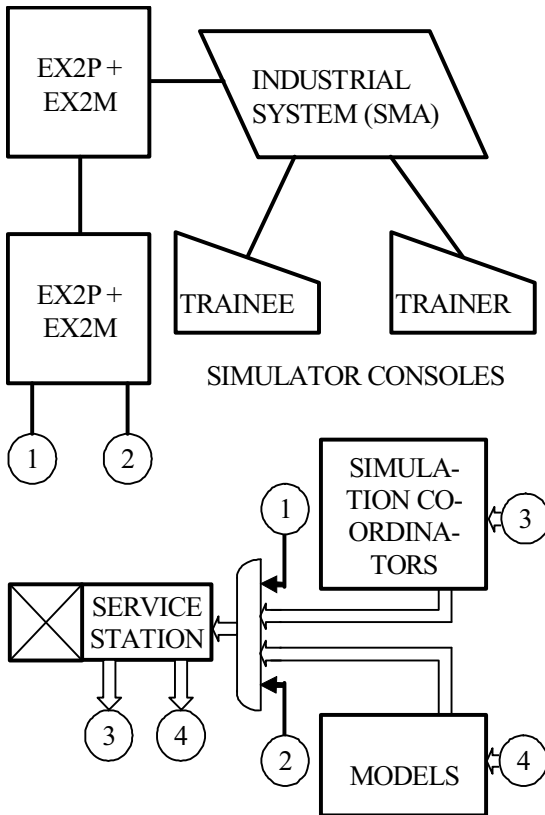 EX2P +
EX2M
INDUSTRIAL
SYSTEM (SMA)
EX2P +
EX2M
TRAINEE
TRAINER
SIMULATOR CONSOLES
1
2
SIMULA-
TION CO-
ORDINA-
TORS
1
3
SERVICE
STATION
3
4
2
MODELS
4